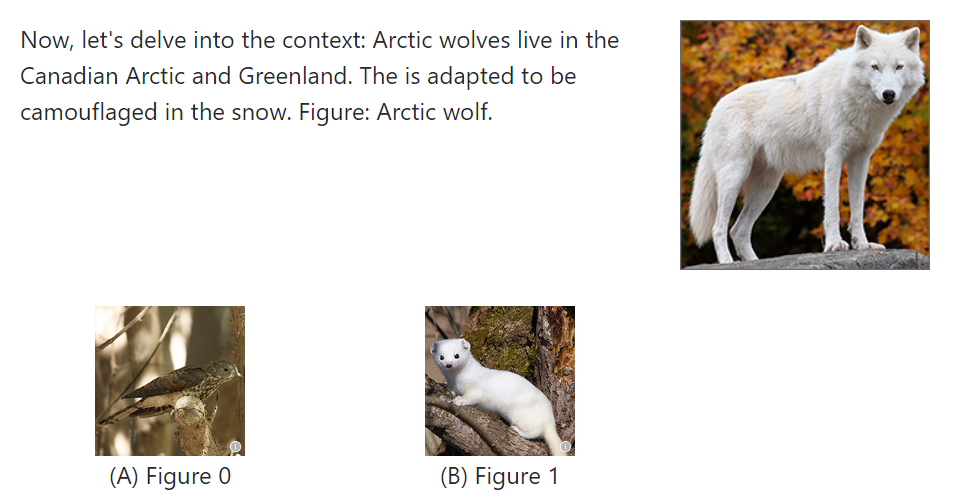 Now, let's delve into the context: Arctic wolves live in the
Canadian Arctic and Greenland. The is adapted to be
camouflaged in the snow. Figure: Arctic wolf.
(A) Figure 0
(B) Figure 1